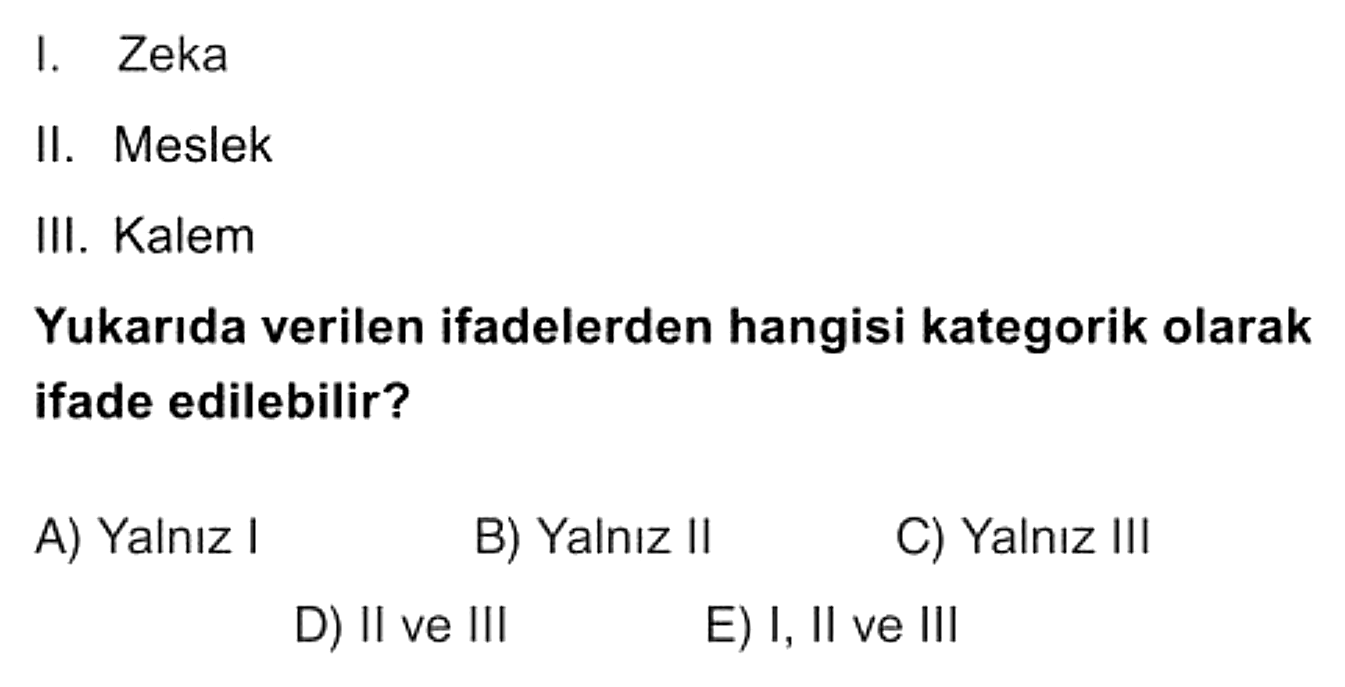 I. Zeka
II. Meslek
III. Kalem
Yukarıda verilen ifadelerden hangisi kategorik olarak
ifade edilebilir?
A) Yalnız I B) Yalnız II C) Yalnız III
D) II ve III E) I, II ve III